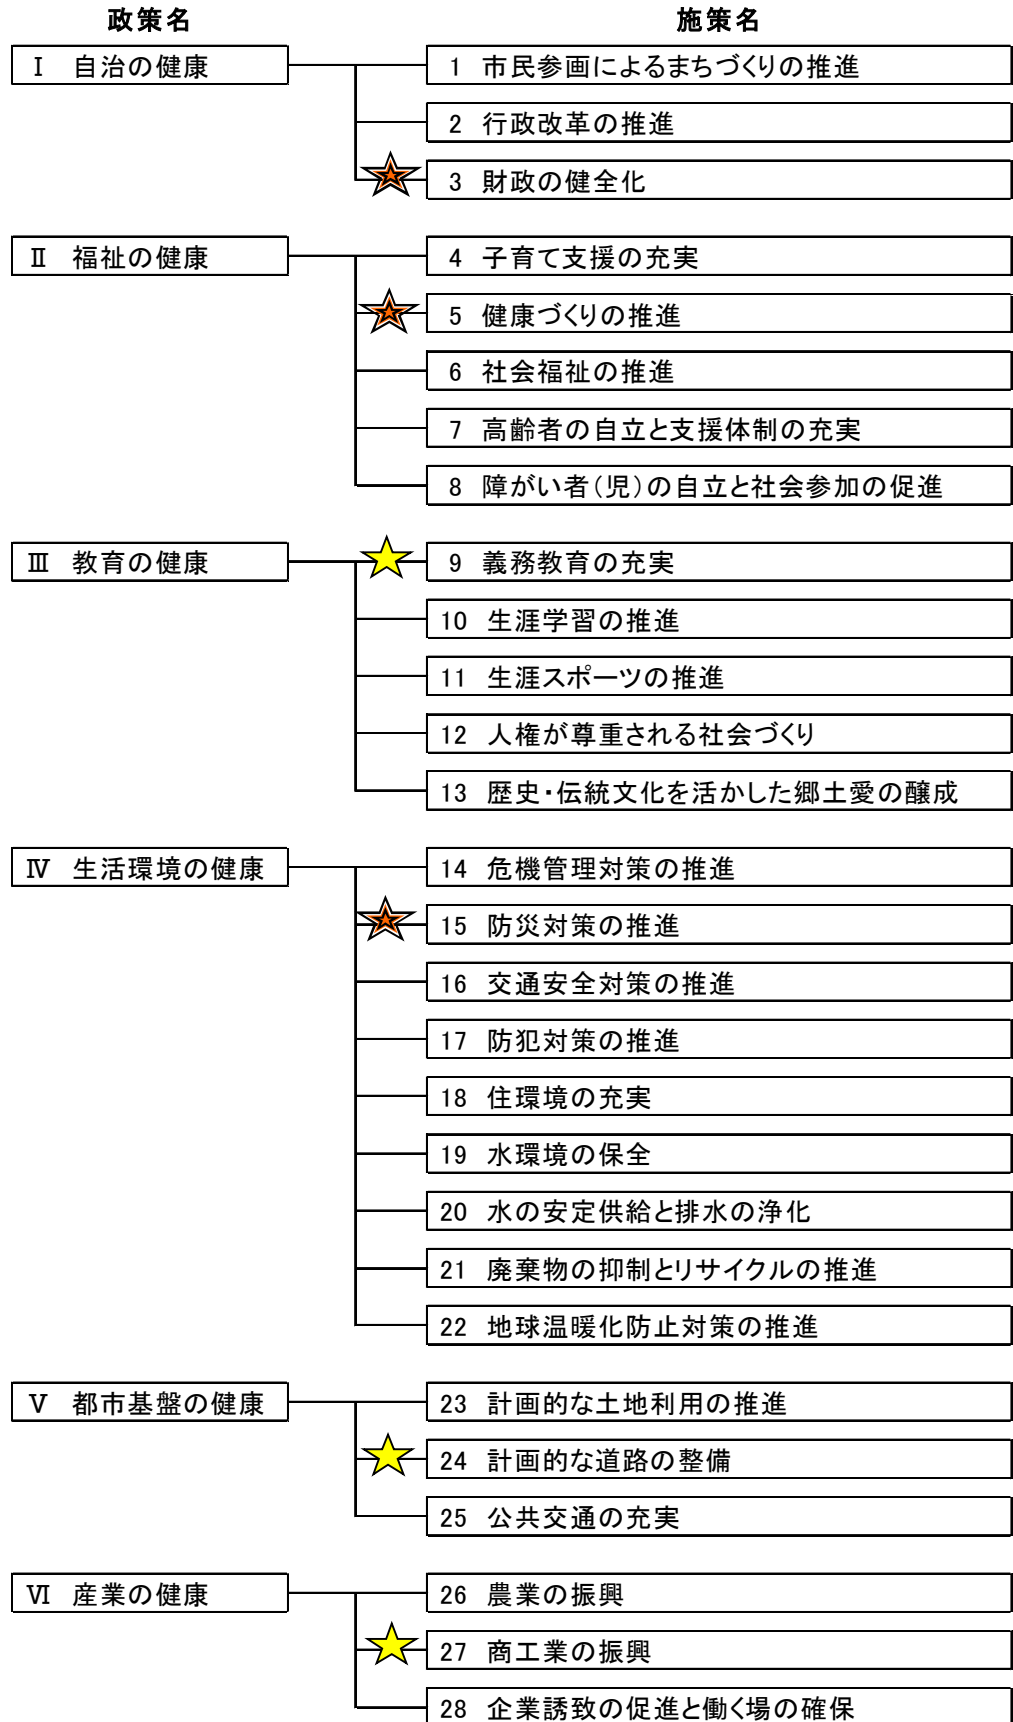 政策名 施策名
Ⅰ 自治の健康 1 市民参画によるまちづくりの推進
2 行政改革の推進
3 財政の健全化
Ⅱ 福祉の健康 4 子育て支援の充実
5 健康づくりの推進
6 社会福祉の推進
7 高齢者の自立と支援体制の充実
8 障がい者(児)の自立と社会参加の促進
Ⅲ 教育の健康 9 義務教育の充実
10 生涯学習の推進
11 生涯スポーツの推進
12 人権が尊重される社会づくり
13 歴史・伝統文化を活かした郷土愛の醸成
Ⅳ 生活環境の健康 14 危機管理対策の推進
15 防災対策の推進
16 交通安全対策の推進
17 防犯対策の推進
18 住環境の充実
19 水環境の保全
20 水の安定供給と排水の浄化
21 廃棄物の抑制とリサイクルの推進
22 地球温暖化防止対策の推進
Ⅴ 都市基盤の健康 23 計画的な土地利用の推進
24 計画的な道路の整備
25 公共交通の充実
Ⅵ 産業の健康 26 農業の振興
27 商工業の振興
28 企業誘致の促進と働く場の確保